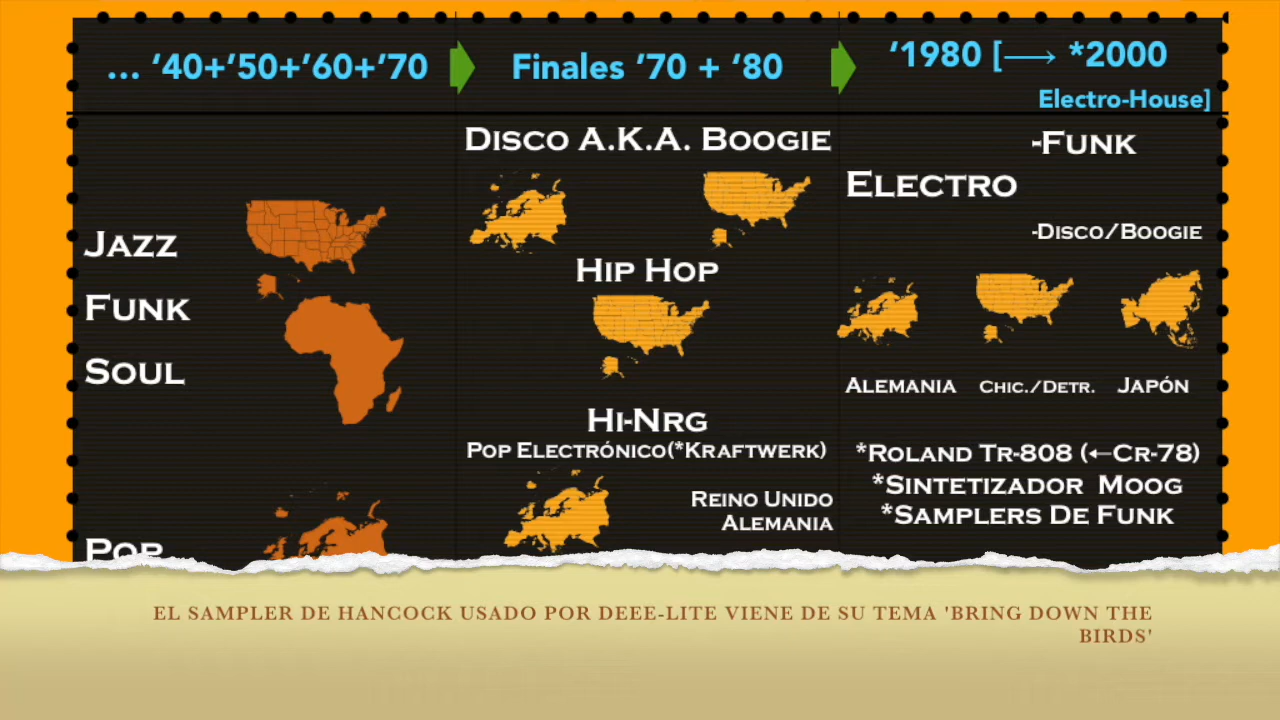 ... ‘40+‘50+‘60+‘70
Finales ‘70 + ‘80
‘1980 [⟶ *2000
Electro-House]
Jazz
Funk
Soul
Pop
Disco A.K.A. Boogie
Hip Hop
Hi-Nrg
Pop Electrónico(*Kraftwerk)
Reino Unido
Alemania
-Funk
Electro
-Disco/Boogie
Alemania
Chic./Detr.
Japón
*Roland Tr-808 (←Cr-78)
*Sintetizador Moog
*Samplers De Funk
EL SAMPLER DE HANCOCK USADO POR DEEE-LITE VIENE DE SU TEMA 'BRING DOWN THE
BIRDS'